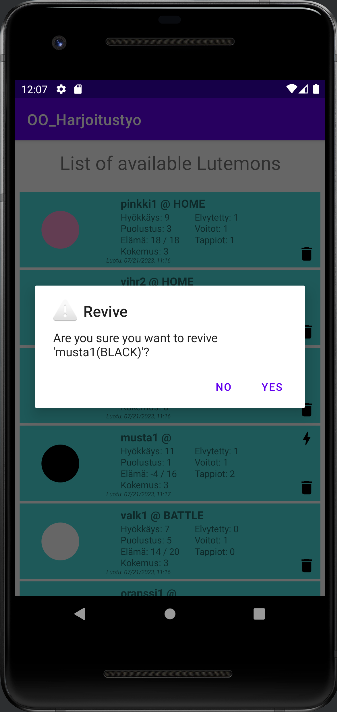 12:07
OO_Harjoitustyo
List of available Lutemons
pinkki1 @ HOME
Hyökkäys: 9 Elvytetty: 1
Puolustus: 3 Voitot: 1
Elämä: 18 / 18 Tappiot: 1
Kokemus: 3
vihr2 @ HOME
Revive
Are you sure you want to revive
'musta1(BLACK)'?
NO YES
musta1 @
Hyökkäys: 11 Elvytetty: 1
Puolustus: 1 Voitot: 1
Elämä: -4 / 16 Tappiot: 2
Kokemus: 3
valk1 @ BATTLE
Hyökkäys: 7 Elvytetty: 0
Puolustus: 5 Voitot: 1
Elämä: 14 / 20 Tappiot: 0
Kokemus: 3
oranssi1 @